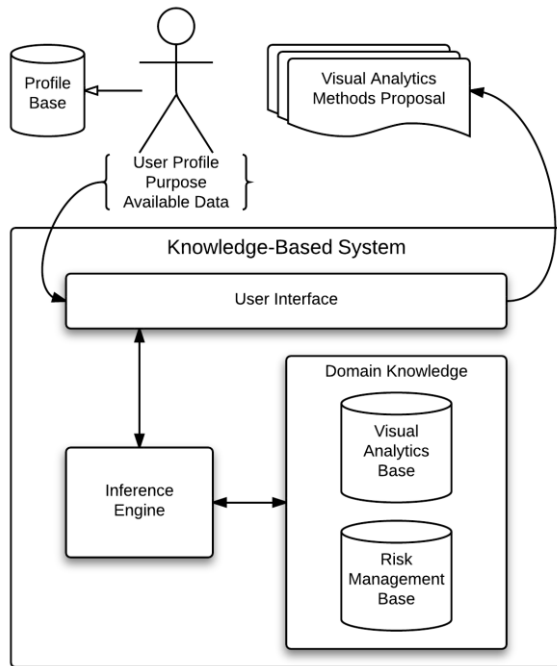 Profile
Base
Visual Analytics
Methods Proposal
User Profile
Purpose
Available Data
Knowledge-Based System
User Interface
Domain Knowledge
Visual
Analytics
Base
Inference
Engine
Risk
Management
Base